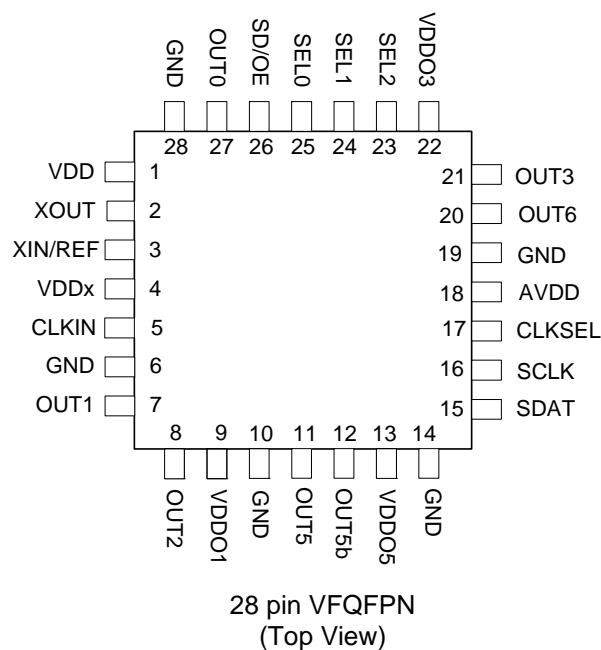 GND
OUT0
SD/OE
SEL0
SEL1
SEL2
VDDO3
28
27
26
25
24
23
22
VDD 1
XOUT 2
XIN/REF 3
VDDx 4
CLKIN 5
GND 6
OUT1 7
21 OUT3
20 OUT6
19 GND
18 AVDD
17 CLKSEL
16 SCLK
15 SDAT
8
9
10
11
12
13
14
OUT2
VDDO1
GND
OUT5
OUT5b
VDDO5
GND
28 pin VFQFPN
(Top View)